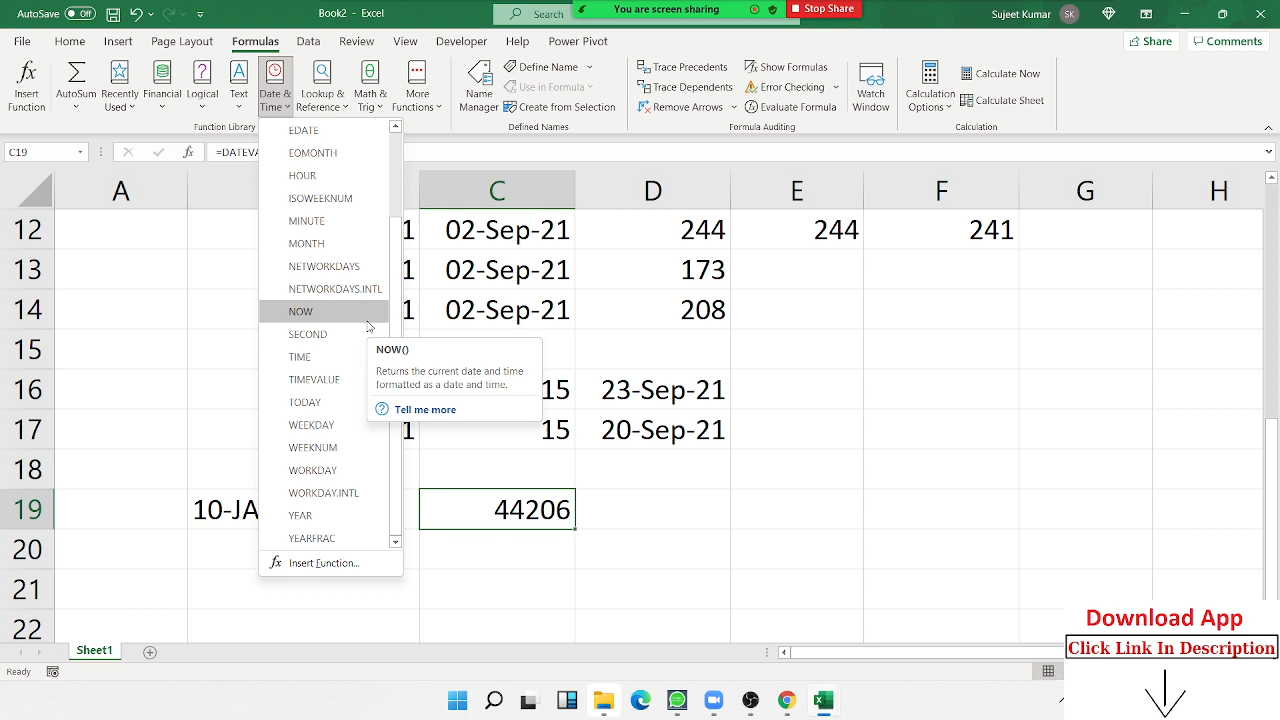 AutoSave Off Book2 - Excel Search You are screen sharing Stop Share Sujeet Kumar SK
File Home Insert Page Layout Formulas Data Review View Developer Help Power Pivot Share Comments
Insert Function
AutoSum
Recently Used
Financial
Logical
Text
Date & Time
Lookup & Reference
Math & Trig
More Functions
Function Library
Name Manager
Define Name
Use in Formula
Create from Selection
Defined Names
Trace Precedents
Trace Dependents
Remove Arrows
Show Formulas
Error Checking
Evaluate Formula
Formula Auditing
Watch Window
Calculation Options
Calculate Now
Calculate Sheet
Calculation
C19 fx
EDATE
EOMONTH
HOUR
ISOWEEKNUM
MINUTE
MONTH
NETWORKDAYS
NETWORKDAYS.INTL
NOW
SECOND
TIME
TIMEVALUE
TODAY
WEEKDAY
WEEKNUM
WORKDAY
WORKDAY.INTL
YEAR
YEARFRAC
fx Insert Function...
NOW()
Returns the current date and time
formatted as a date and time.
? Tell me more
A C D E F G H
12 1 02-Sep-21 244 244 241
13 1 02-Sep-21 173
14 1 02-Sep-21 208
15
16 15 23-Sep-21
17 1 15 20-Sep-21
18
19 10-JA 44206
20
21
22
Sheet1
Ready
Download App
Click Link In Description